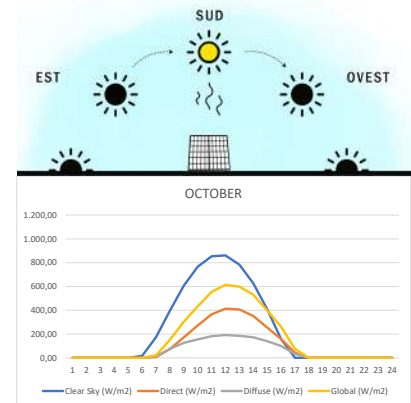 SUD
EST
OVEST
OCTOBER
1.200,00
1.000,00
800,00
600,00
400,00
200,00
0,00
1 2 3 4 5 6 7 8 9 10 11 12 13 14 15 16 17 18 19 20 21 22 23 24
Clear Sky (W/m2) Direct (W/m2) Diffuse (W/m2) Global (W/m2)